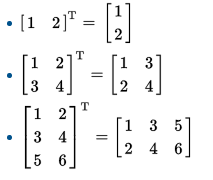 • [1 2]ᵀ = [1; 2]
• [1 2; 3 4]ᵀ = [1 3; 2 4]
• [1 2; 3 4; 5 6]ᵀ = [1 3 5; 2 4 6]